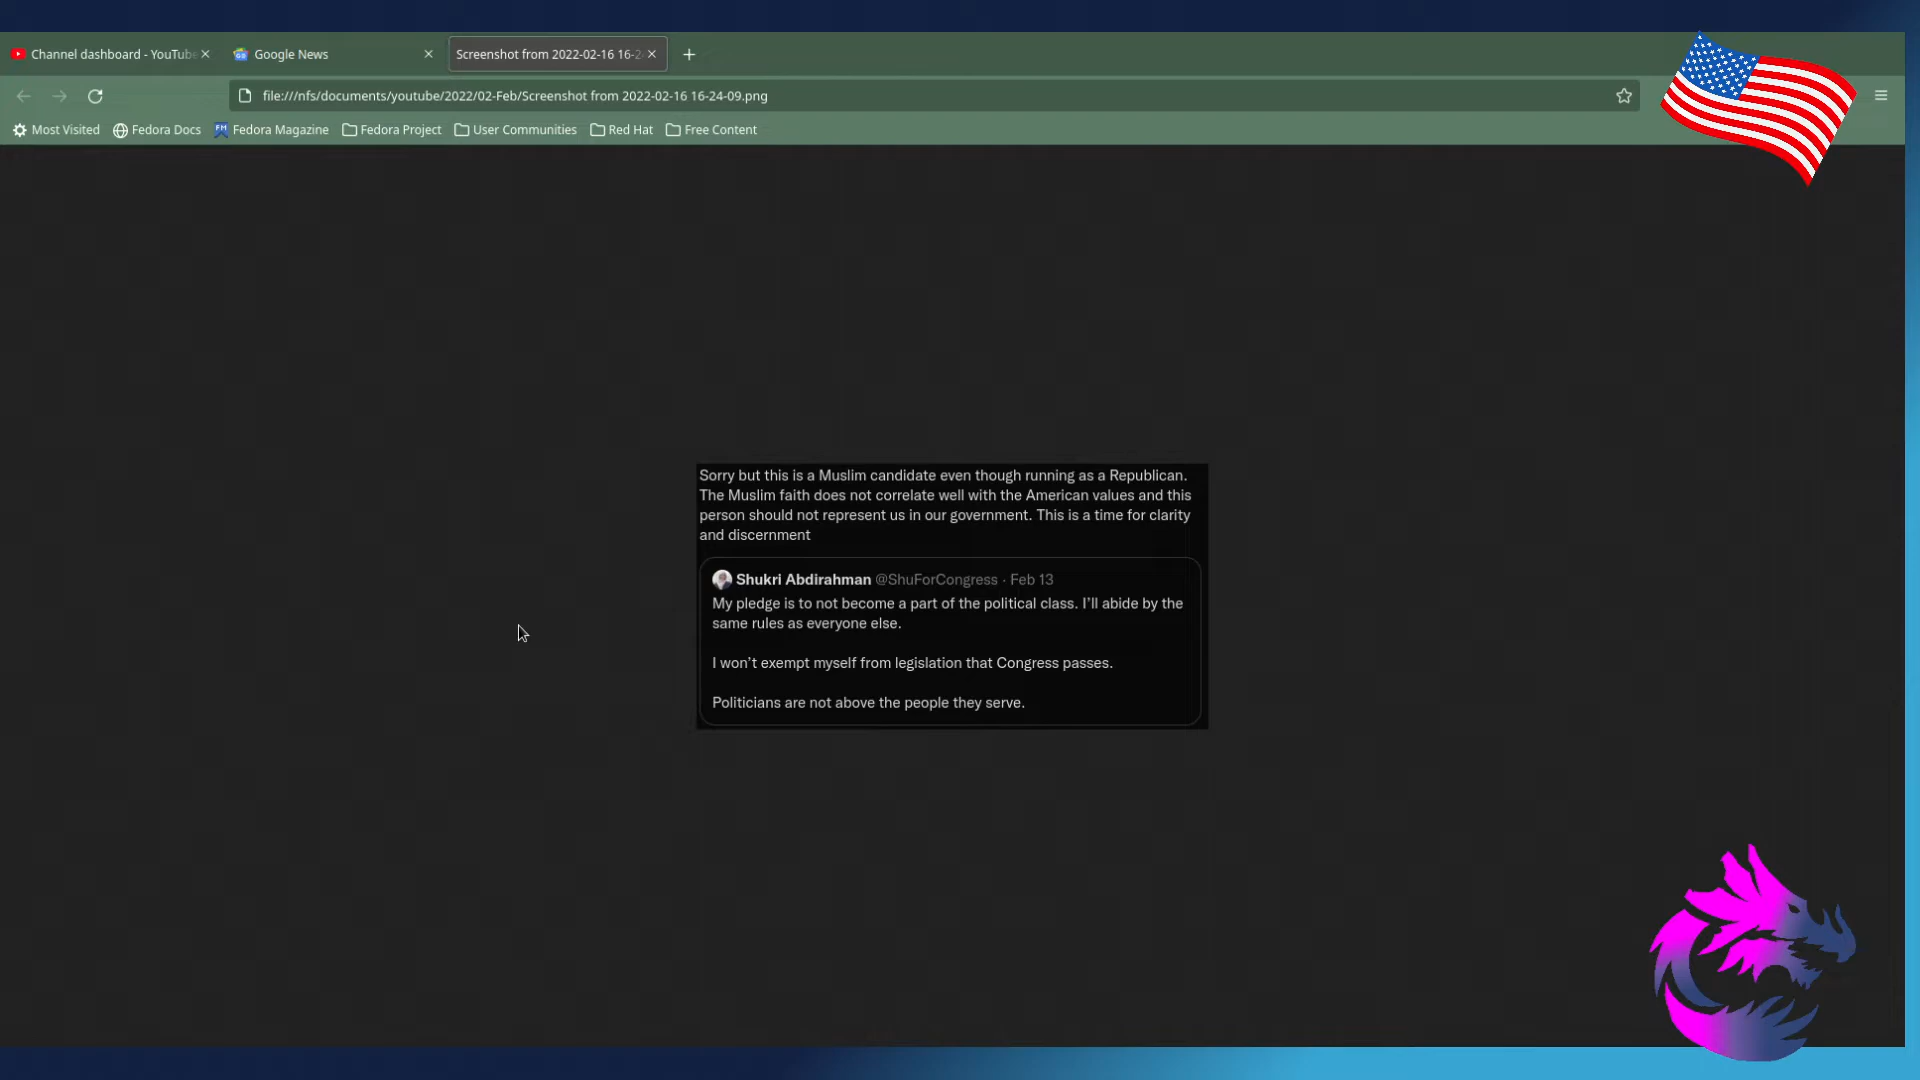 Channel dashboard - YouTube
Google News
Screenshot from 2022-02-16 16-2
file:///nfs/documents/youtube/2022/02-Feb/Screenshot from 2022-02-16 16-24-09.png
Most Visited
Fedora Docs
Fedora Magazine
Fedora Project
User Communities
Red Hat
Free Content
Sorry but this is a Muslim candidate even though running as a Republican.
The Muslim faith does not correlate well with the American values and this
person should not represent us in our government. This is a time for clarity
and discernment
Shukri Abdirahman @ShuForCongress · Feb 13
My pledge is to not become a part of the political class. I’ll abide by the
same rules as everyone else.
I won’t exempt myself from legislation that Congress passes.
Politicians are not above the people they serve.